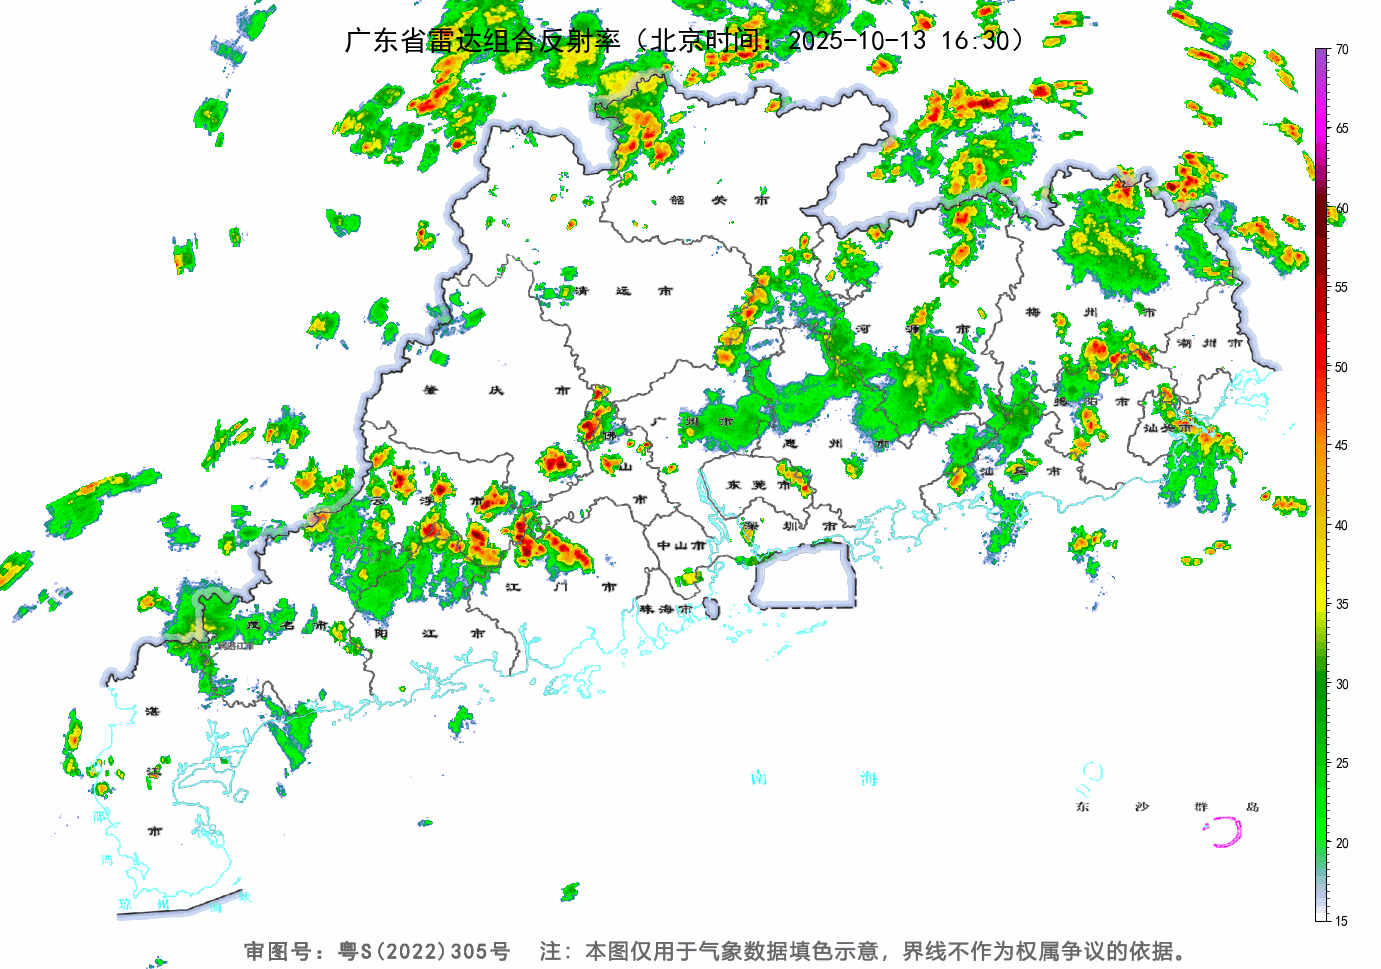 广东省雷达组合反射率（北京时间：2025-10-13 16:30）
70
65
60
55
50
45
40
35
30
25
20
15
韶关市
清远市
河源市
梅州市
潮州市
肇庆市
广州市
佛山市
惠州市
揭阳市
汕头市
汕尾市
云浮市
东莞市
深圳市
中山市
江门市
珠海市
茂名市
阳江市
湛江市
南海
东沙群岛
琼州海峡
审图号：粤S(2022)305号 注：本图仅用于气象数据填色示意，界线不作为权属争议的依据。